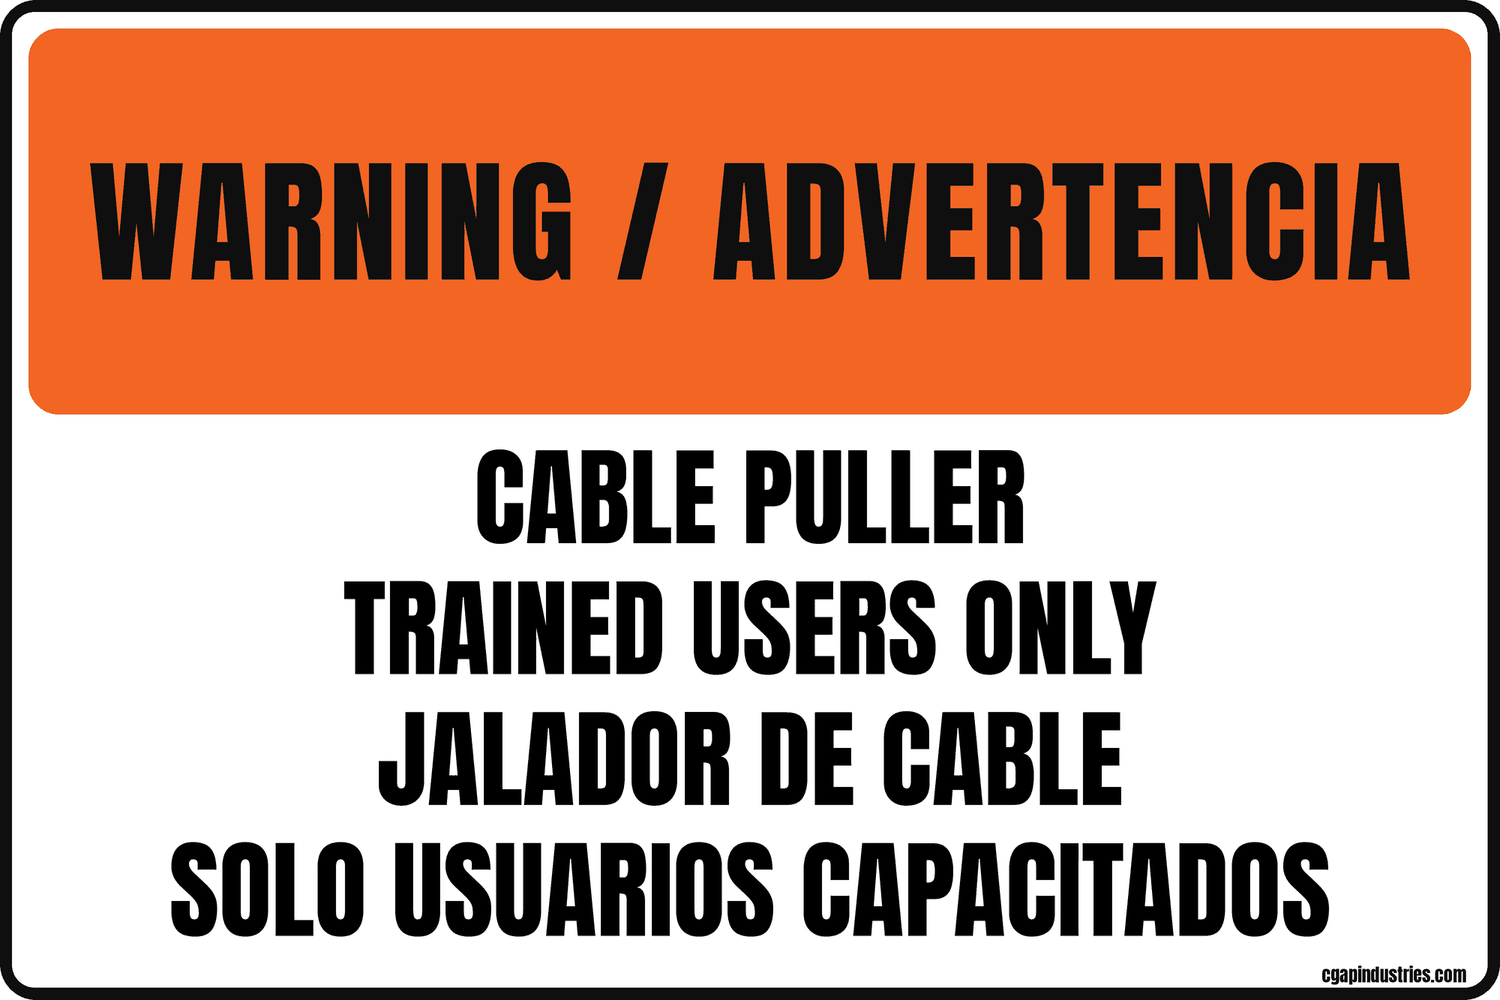 WARNING / ADVERTENCIA
CABLE PULLER
TRAINED USERS ONLY
JALADOR DE CABLE
SOLO USUARIOS CAPACITADOS
cgapindustries.com